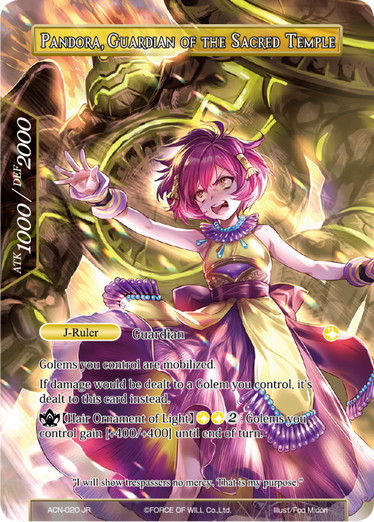 PANDORA, GUARDIAN OF THE SACRED TEMPLE
ATK 1000 / DEF 2000
J-Ruler Guardian
Golems you control are mobilized.
If damage would be dealt to a Golem you control, it's
dealt to this card instead.
【Hair Ornament of Light】 2 : Golems you
control gain [+400/+400] until end of turn."
"I will show trespassers no mercy. That is my purpose."
ACN-020 JR ©FORCE OF WILL Co.,Ltd. Illust/Foo Midori